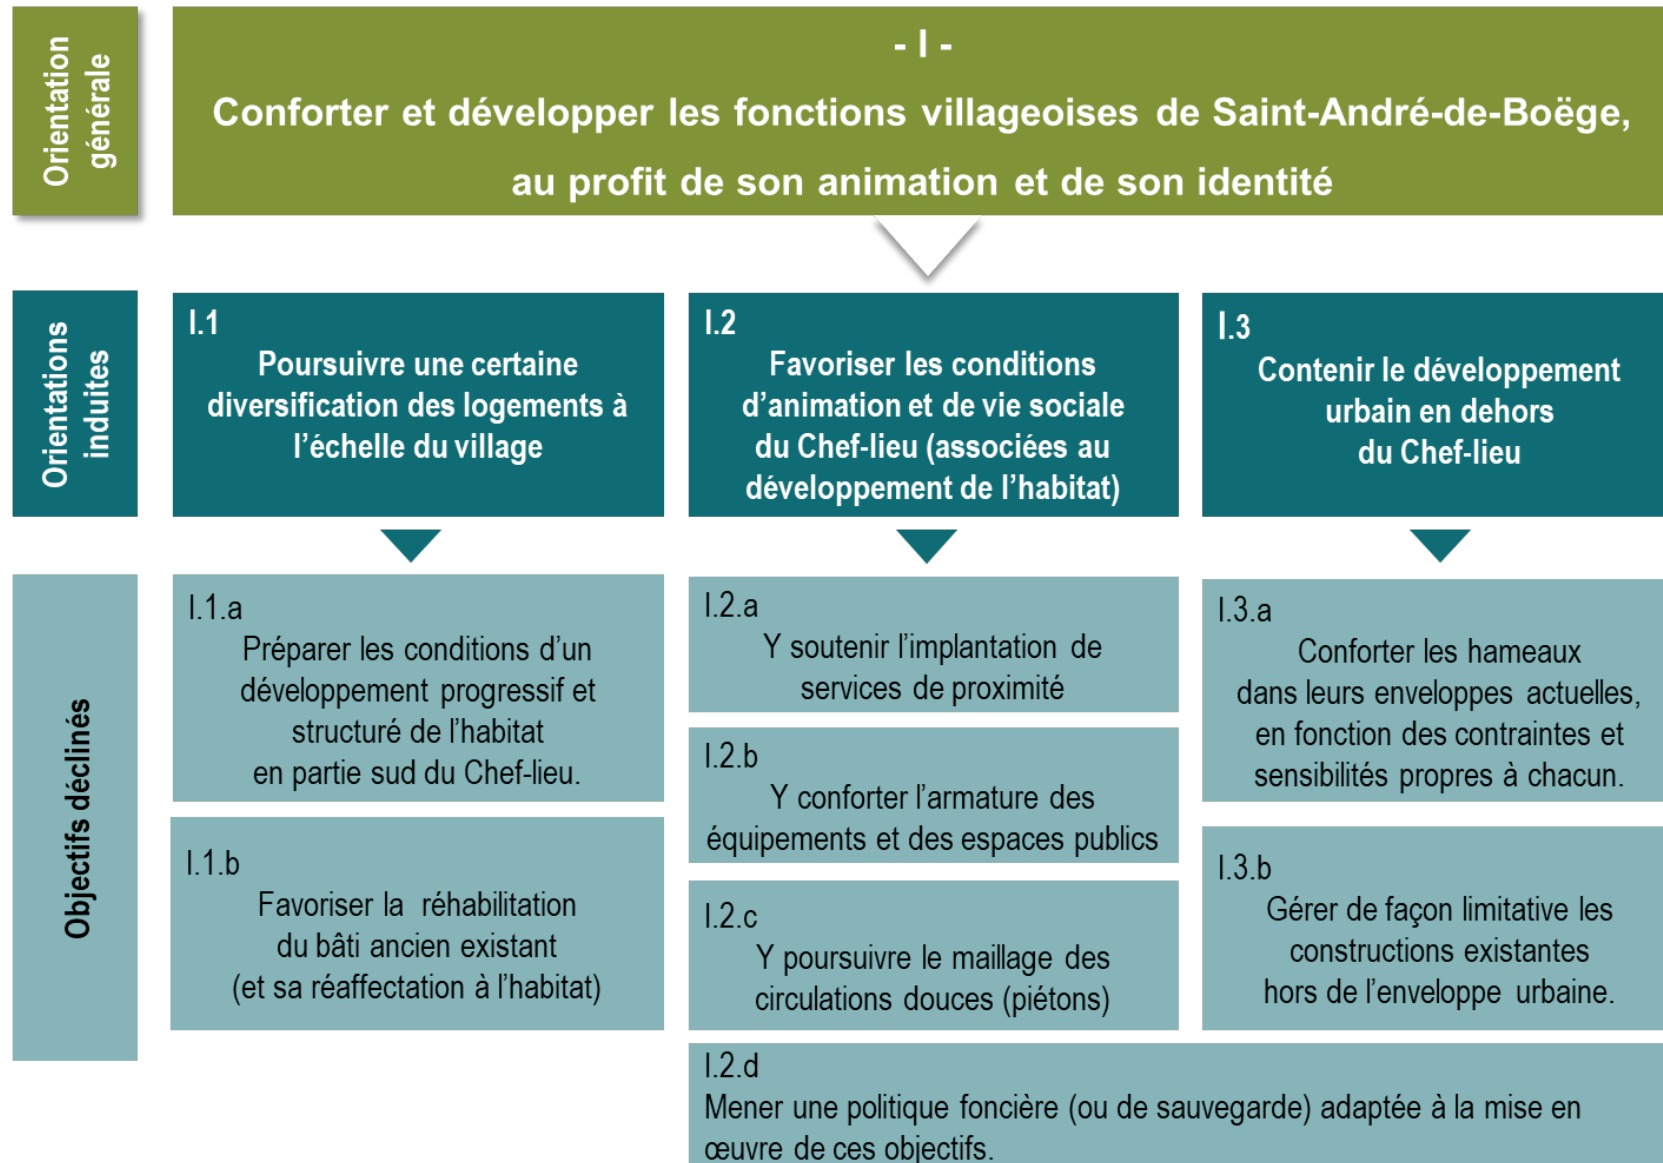 Orientation
générale
- I -
Conforter et développer les fonctions villageoises de Saint-André-de-Boëge,
au profit de son animation et de son identité
Orientations
induites
I.1
Poursuivre une certaine
diversification des logements à
l’échelle du village
I.2
Favoriser les conditions
d’animation et de vie sociale
du Chef-lieu (associées au
développement de l’habitat)
I.3
Contenir le développement
urbain en dehors
du Chef-lieu
Objectifs déclinés
I.1.a
Préparer les conditions d’un
développement progressif et
structuré de l’habitat
en partie sud du Chef-lieu.
I.1.b
Favoriser la réhabilitation
du bâti ancien existant
(et sa réaffectation à l’habitat)
I.2.a
Y soutenir l’implantation de
services de proximité
I.2.b
Y conforter l’armature des
équipements et des espaces publics
I.2.c
Y poursuivre le maillage des
circulations douces (piétons)
I.3.a
Conforter les hameaux
dans leurs enveloppes actuelles,
en fonction des contraintes et
sensibilités propres à chacun.
I.3.b
Gérer de façon limitative les
constructions existantes
hors de l’enveloppe urbaine.
I.2.d
Mener une politique foncière (ou de sauvegarde) adaptée à la mise en
œuvre de ces objectifs.